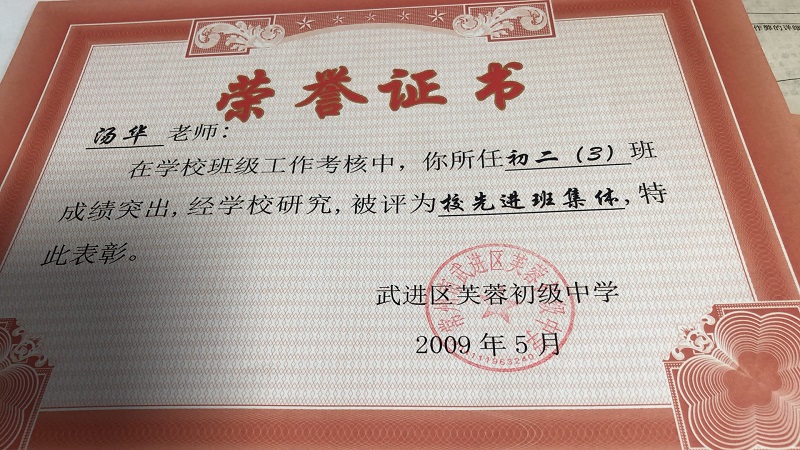 荣誉证书
汤华 老师：
在学校班级工作考核中，你所任初二（3）班
成绩突出，经学校研究，被评为校先进班集体，特
此表彰。
武进区芙蓉初级中学
2009年5月